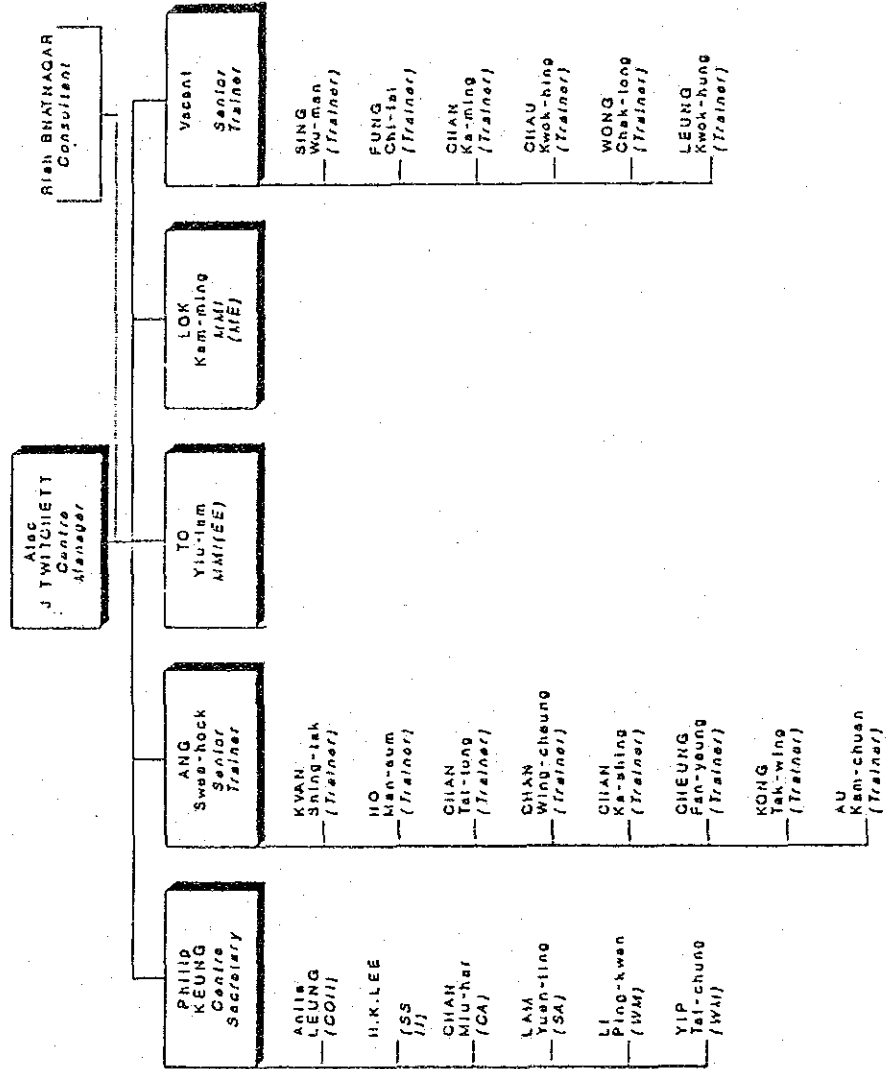 Alec
J TWITCHETT
Centre
Manager
Rish BHATNAGAR
Consultant
Philip
KEUNG
Centre
Secretary
Anita
LEUNG
(COII)
H.K.LEE
(SS
II)
CHAN
Miu-har
(CA)
LAM
Yuen-ting
(SA)
LI
Ping-kwan
(WM)
YIP
Tai-chung
(WM)
ANG
Swee-hock
Senior
Trainer
KWAN
Shing-tak
(Trainer)
HO
Man-sum
(Trainer)
CHAN
Tat-lung
(Trainer)
CHAN
Wing-cheung
(Trainer)
CHAN
Ka-shing
(Trainer)
CHEUNG
Fan-yeung
(Trainer)
KONG
Tak-wing
(Trainer)
AU
Kam-chuen
(Trainer)
TO
Yiu-lam
MMI(EE)
LOK
Kam-ming
MMI
(ME)
Vacant
Senior
Trainer
SING
Wu-man
(Trainer)
FUNG
Chi-tat
(Trainer)
CHAN
Ka-ming
(Trainer)
CHAU
Kwok-hing
(Trainer)
WONG
Chak-long
(Trainer)
LEUNG
Kwok-hung
(Trainer)